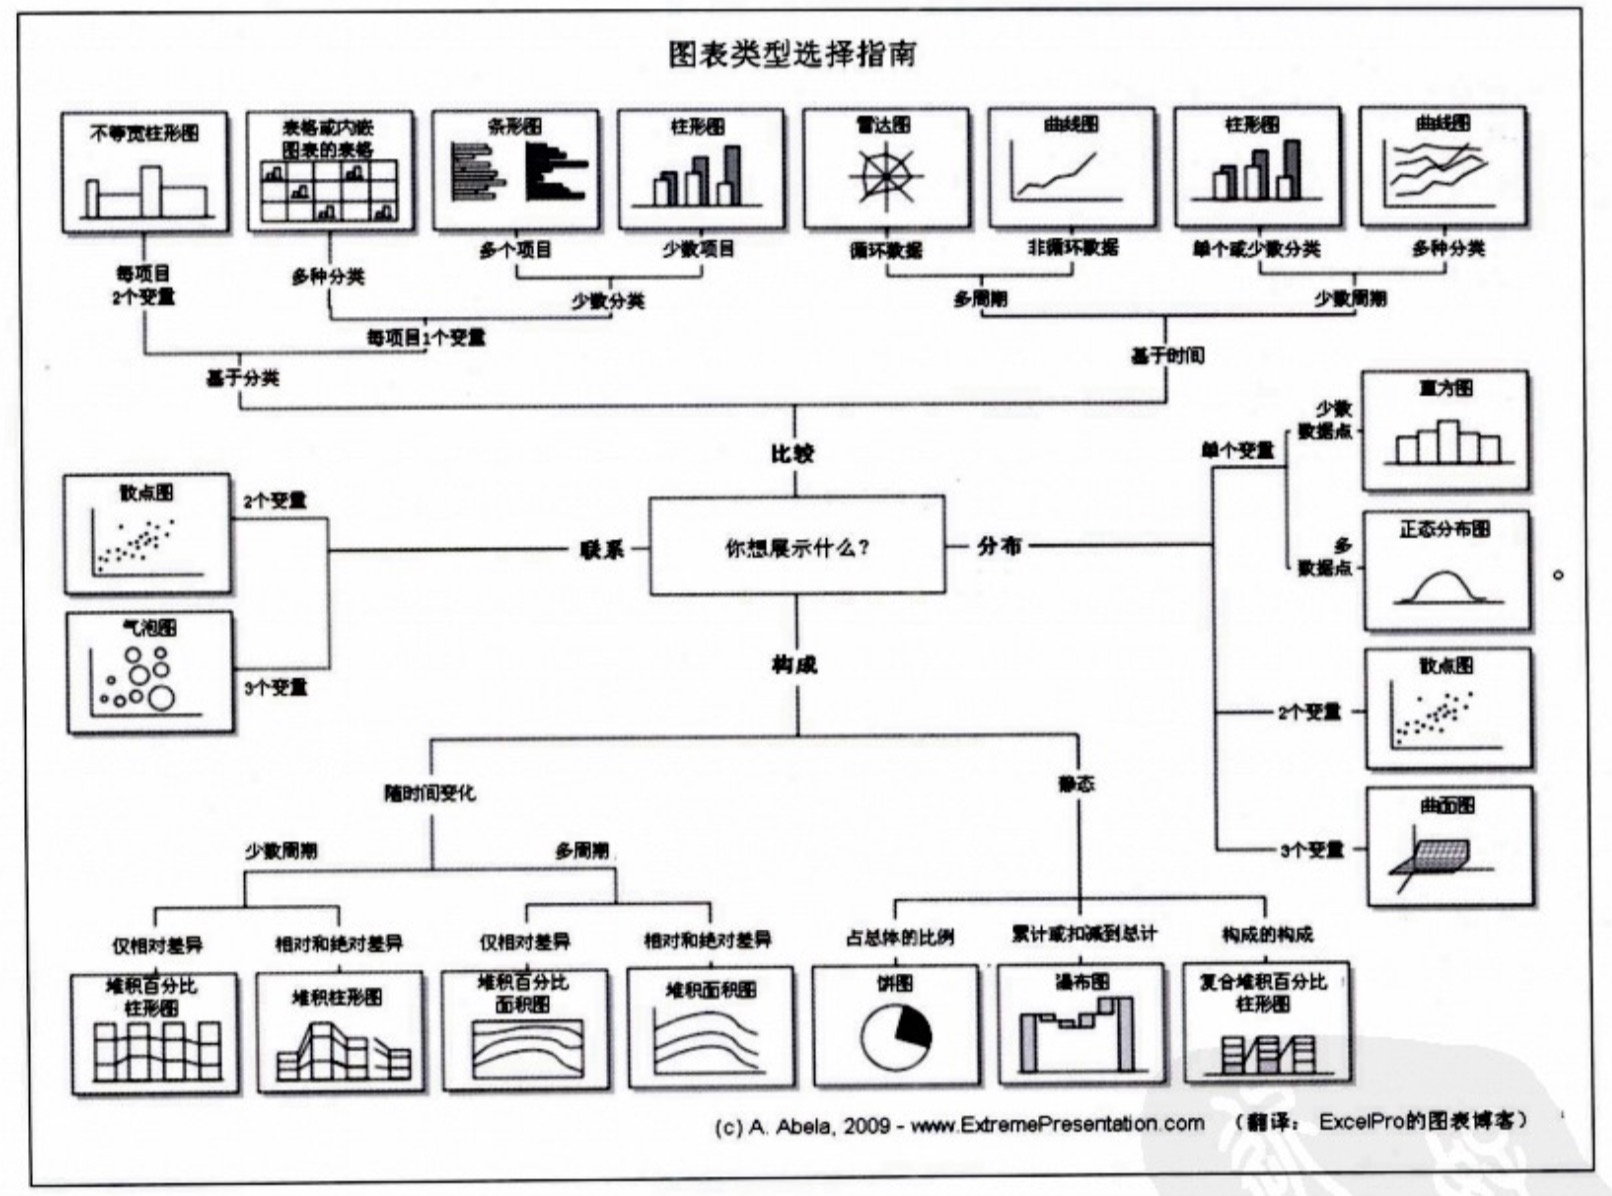 图表类型选择指南
不等宽柱形图
表格或内嵌
图表的表格
条形图
柱形图
雷达图
曲线图
柱形图
曲线图
每项目
2个变量
多种分类
多个项目
少数项目
循环数据
非循环数据
单个或少数分类
多种分类
少数分类
多周期
少数周期
每项目1个变量
基于分类
基于时间
比较
你想展示什么?
联系
2个变量
散点图
3个变量
气泡图
分布
单个变量
少数
数据点
直方图
多
数据点
正态分布图
2个变量
散点图
3个变量
曲面图
构成
随时间变化
静态
少数周期
多周期
仅相对差异
相对和绝对差异
仅相对差异
相对和绝对差异
占总体的比例
累计或扣减到总计
构成的构成
堆积百分比
柱形图
堆积柱形图
堆积百分比
面积图
堆积面积图
饼图
瀑布图
复合堆积百分比
柱形图
(c) A. Abela, 2009 - www.ExtremePresentation.com (翻译: ExcelPro的图表博客)